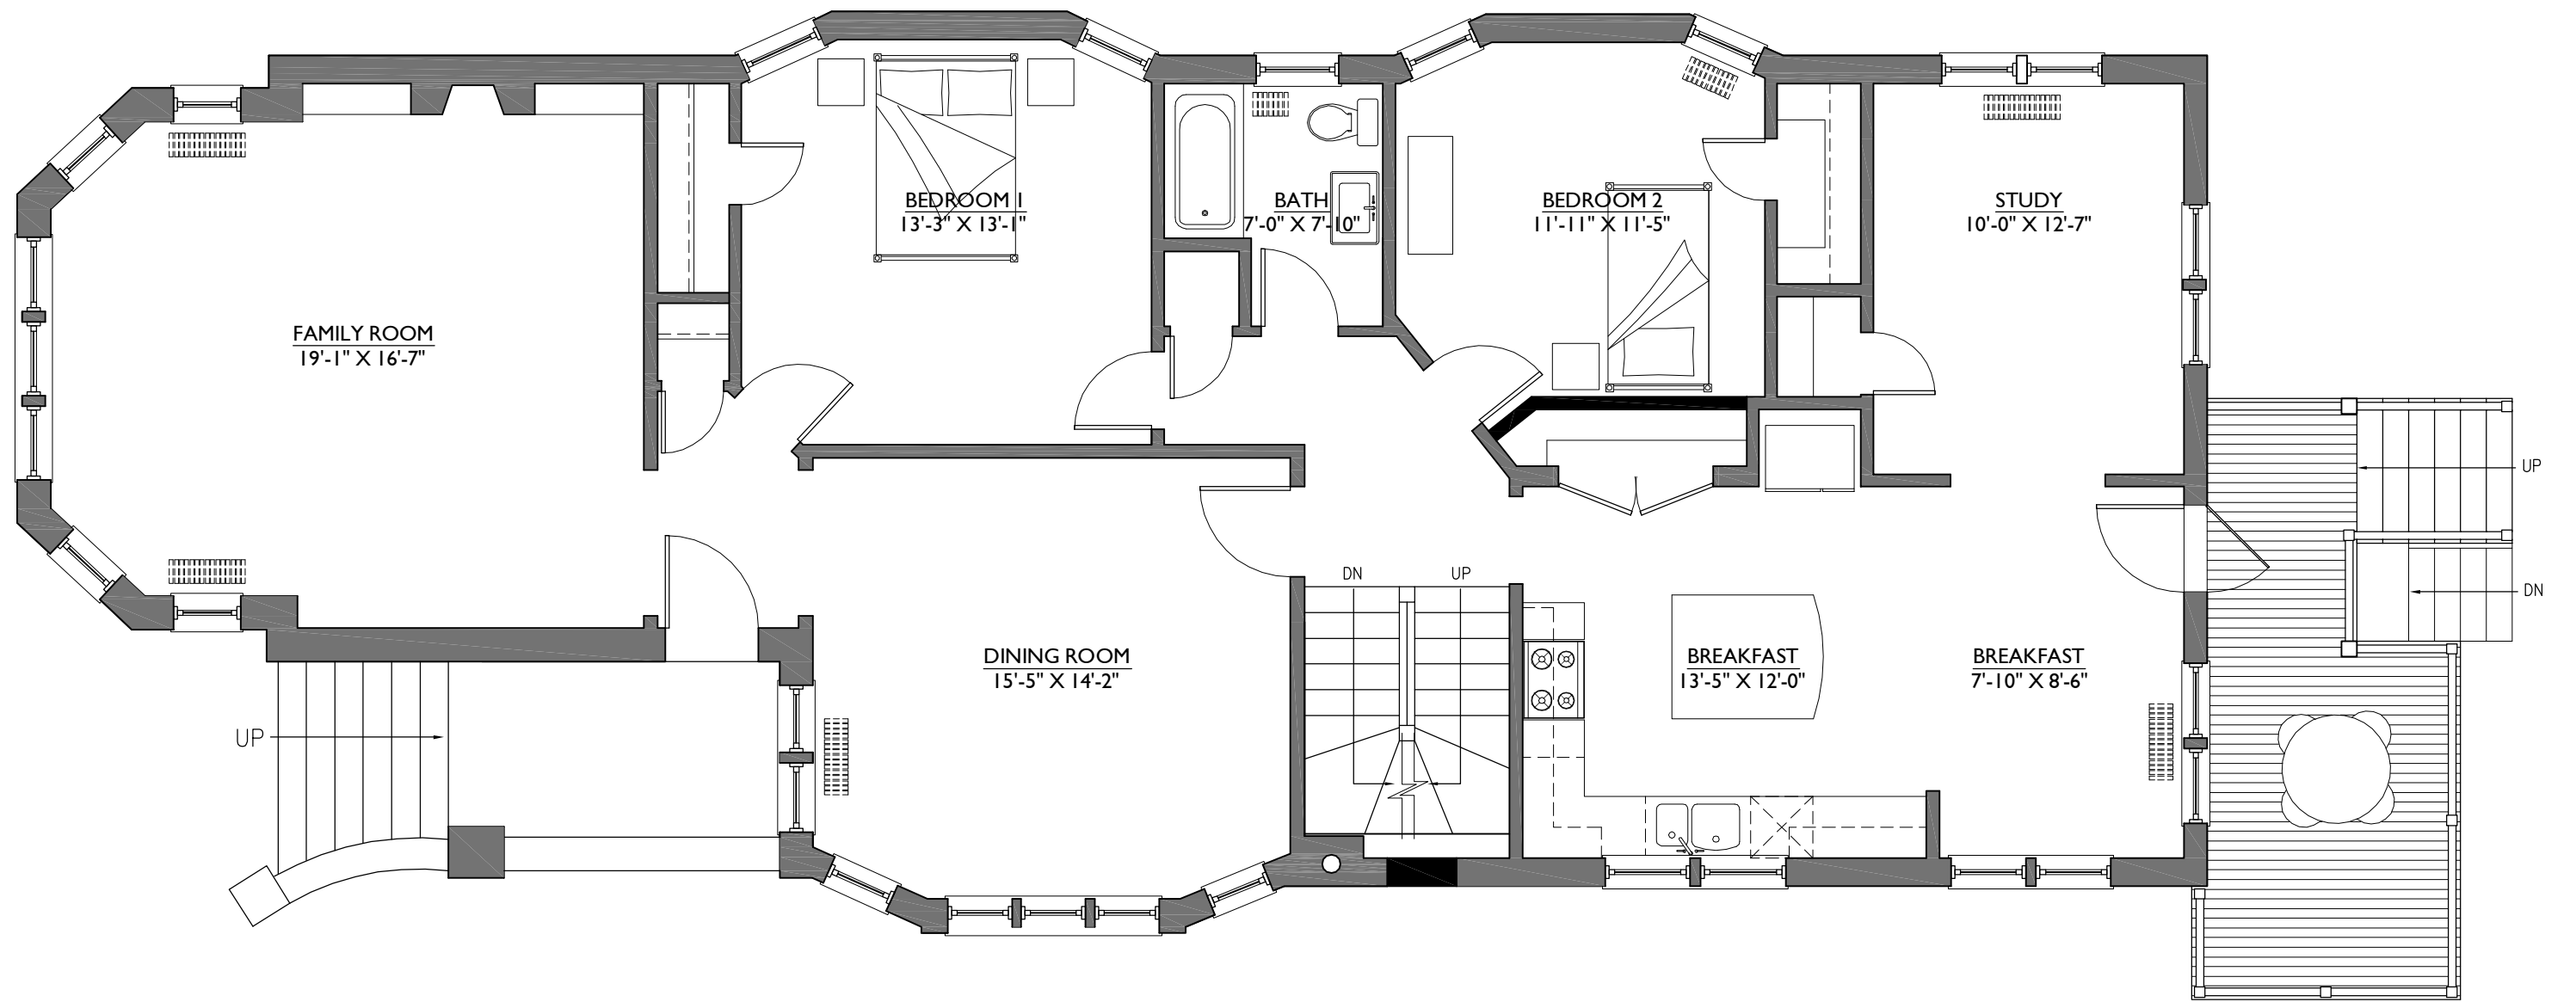 BEDROOM 1
13'-3" X 13'-1"
BATH
7'-0" X 7'-10"
BEDROOM 2
11'-11" X 11'-5"
STUDY
10'-0" X 12'-7"
FAMILY ROOM
19'-1" X 16'-7"
UP
DN
UP
DN
DINING ROOM
15'-5" X 14'-2"
BREAKFAST
13'-5" X 12'-0"
BREAKFAST
7'-10" X 8'-6"
UP